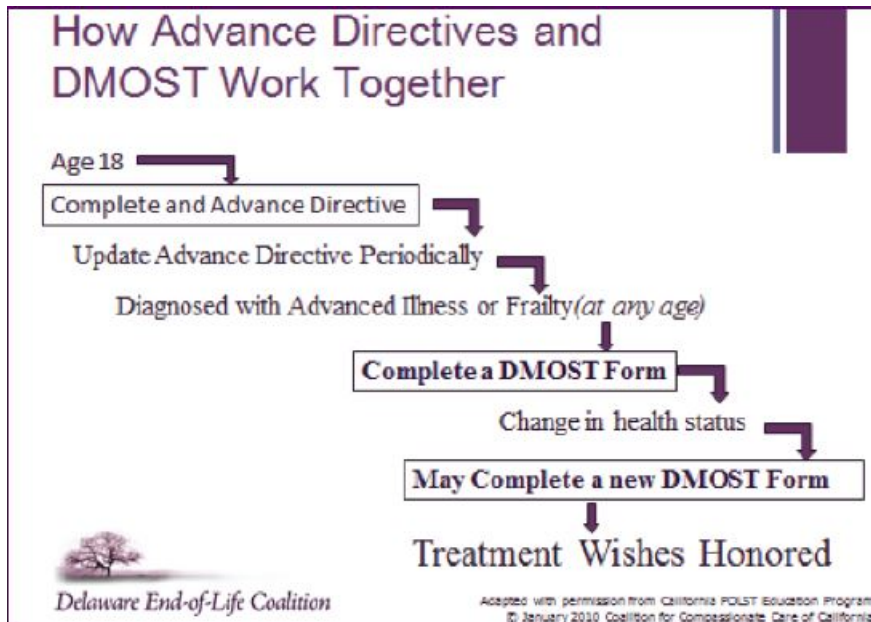 How Advance Directives and
DMOST Work Together
Age 18
Complete and Advance Directive
Update Advance Directive Periodically
Diagnosed with Advanced Illness or Frailty(at any age)
Complete a DMOST Form
Change in health status
May Complete a new DMOST Form
Treatment Wishes Honored
Delaware End-of-Life Coalition
Adapted with permission from California POLST Education Program
© January 2010 Coalition for Compassionate Care of California